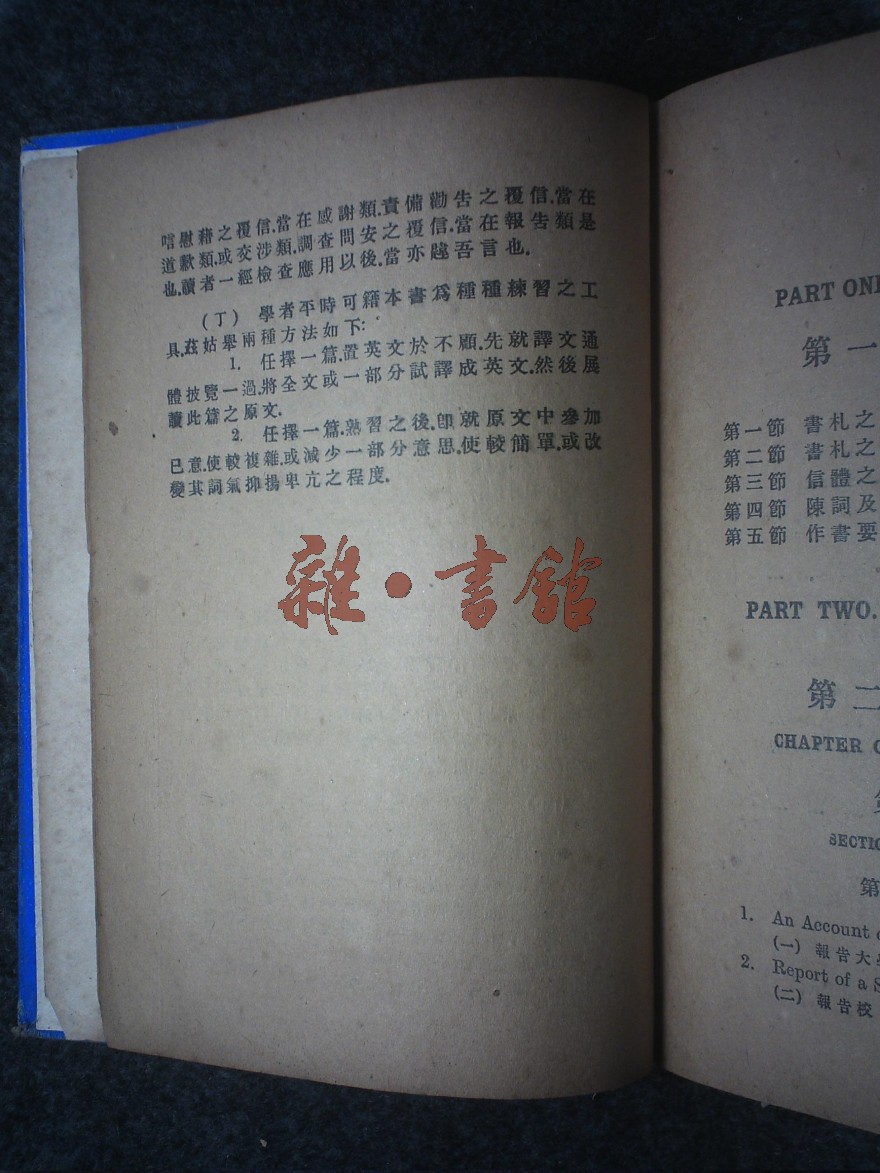 唁慰藉之覆信,當在感謝類,責備勸告之覆信,當在
道歉類,或交涉類,調查問安之覆信,當在報告類是
也,讀者一經檢查應用以後,當亦韙吾言也.
(丁) 學者平時可籍本書爲種種練習之工
具,茲姑舉兩種方法如下:
1. 任擇一篇,置英文於不顧,先就譯文通
體披覽一過,將全文或一部分試譯成英文,然後展
讀此篇之原文.
2. 任擇一篇,熟習之後,卽就原文中參加
已意,使較複雜,或減少一部分意思,使較簡單,或改
變其詞氣抑揚卑亢之程度.
雜·書館
PART ONE
第一
第一節 書札之
第二節 書札之
第三節 信體之
第四節 陳詞及
第五節 作書要
PART TWO.
第二
CHAPTER
SECTIO
第
1. An Account
(一) 報告大
2. Report of a S
(二) 報告校